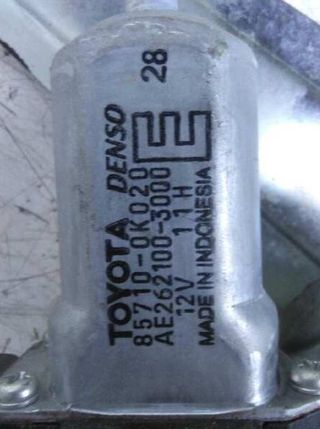 28
TOYOTA DENSO E
85710-0K020
AE262100-3000
12V 11H
MADE IN INDONESIA